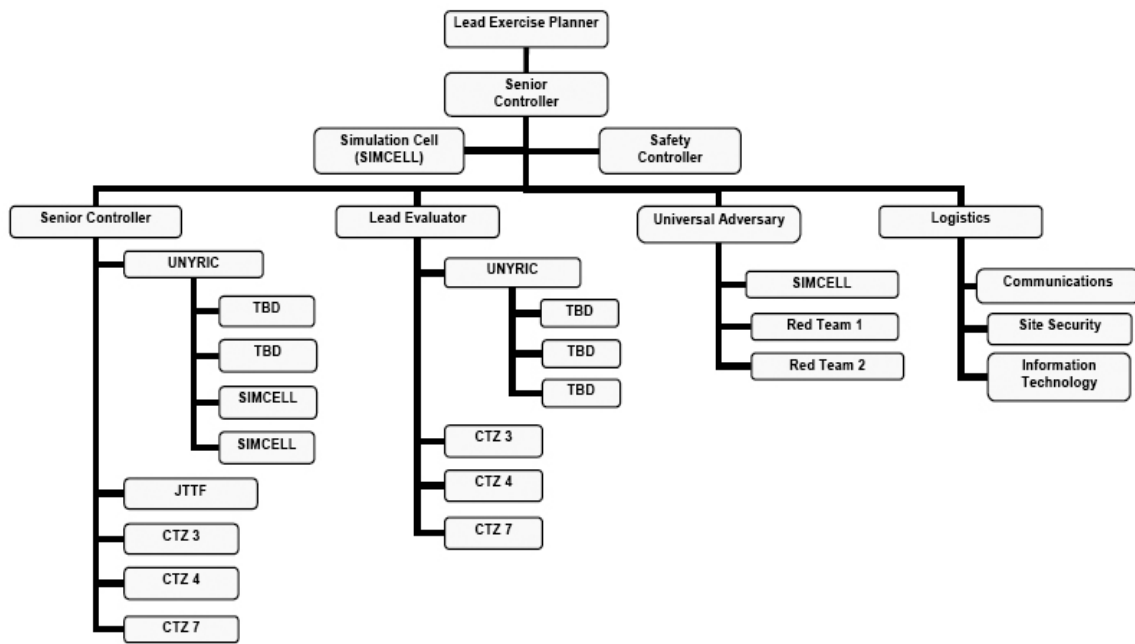 Lead Exercise Planner
Senior
Controller
Simulation Cell
(SIMCELL)
Safety
Controller
Senior Controller
Lead Evaluator
Universal Adversary
Logistics
UNYRIC
TBD
TBD
SIMCELL
SIMCELL
JTTF
CTZ 3
CTZ 4
CTZ 7
UNYRIC
TBD
TBD
TBD
CTZ 3
CTZ 4
CTZ 7
SIMCELL
Red Team 1
Red Team 2
Communications
Site Security
Information
Technology